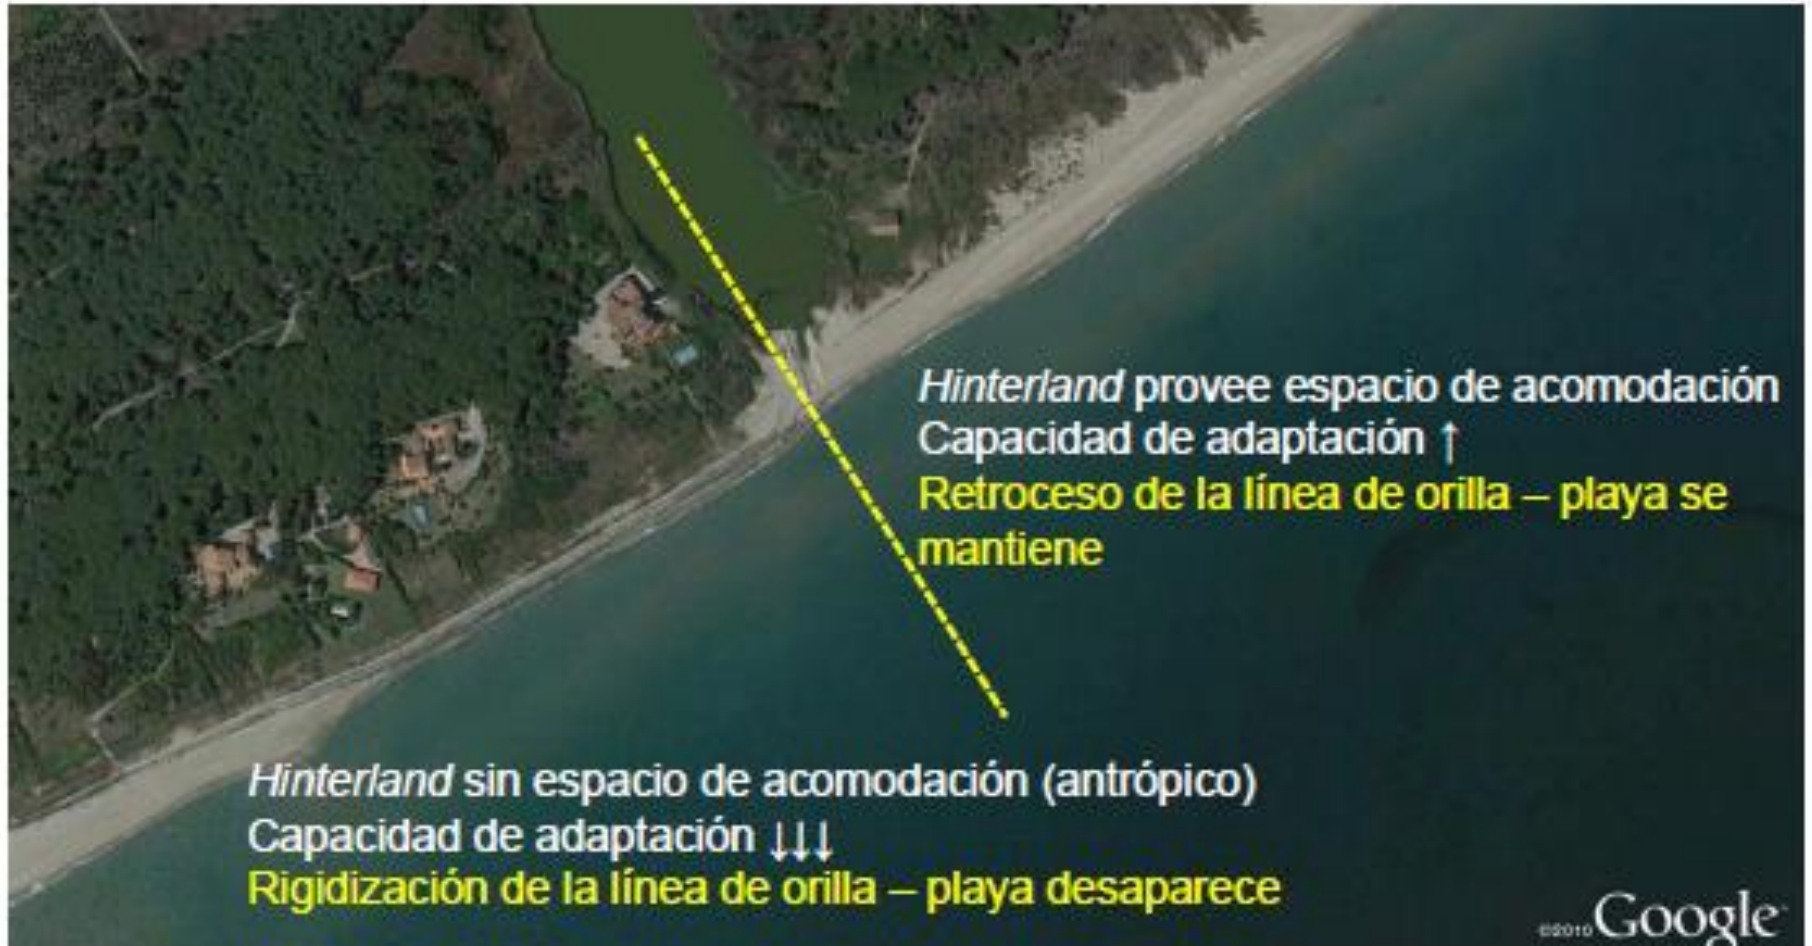 Hinterland provee espacio de acomodación
Capacidad de adaptación ↑
Retroceso de la línea de orilla – playa se
mantiene
Hinterland sin espacio de acomodación (antrópico)
Capacidad de adaptación ↓↓↓
Rigidización de la línea de orilla – playa desaparece
©2010 Google